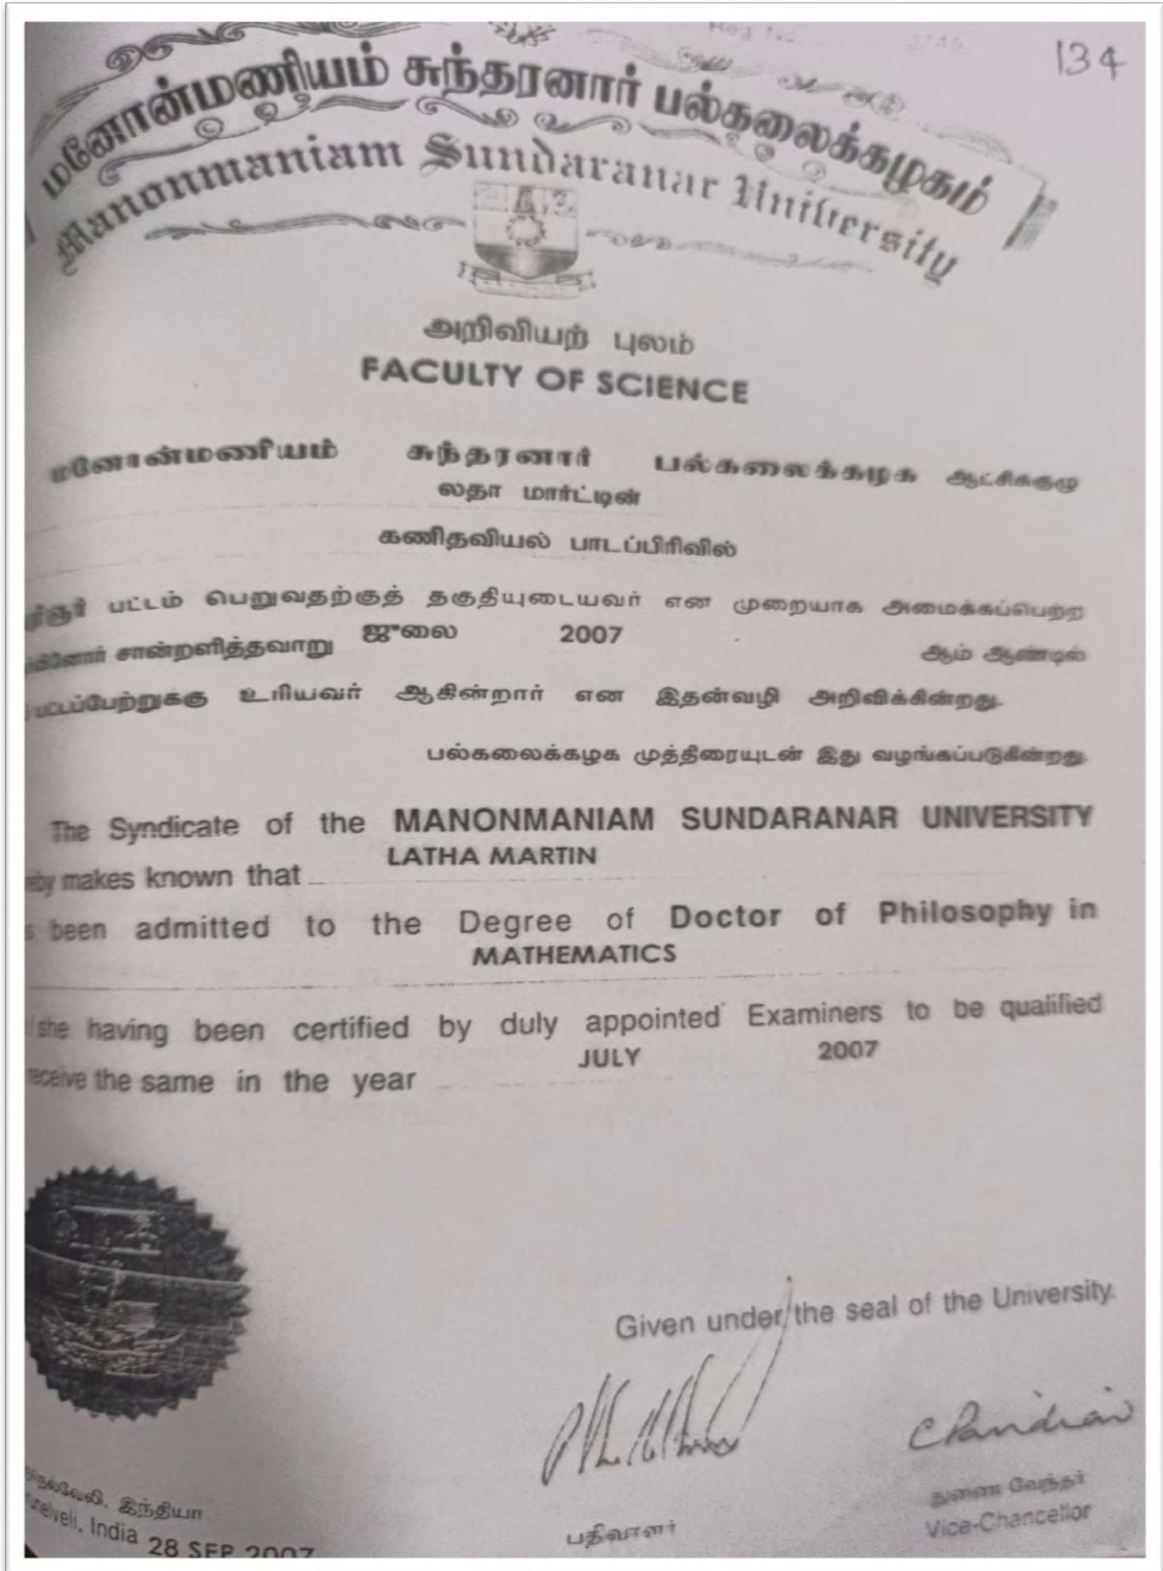 134
Reg No.
மனோன்மணியம் சுந்தரனார் பல்கலைக்கழகம்
Manonmaniam Sundaranar University
அறிவியற் புலம்
FACULTY OF SCIENCE
மனோன்மணியம் சுந்தரனார் பல்கலைக்கழக ஆட்சிக்குழு
லதா மார்ட்டின்
கணிதவியல் பாடப்பிரிவில்
பட்டம் பெறுவதற்குத் தகுதியுடையவர் என முறையாக அமைக்கப்பெற்ற
சான்றளித்தவாறு ஜுலை 2007 ஆம் ஆண்டில்
உரியவர் ஆகின்றார் என இதன்வழி அறிவிக்கின்றது.
பல்கலைக்கழக முத்திரையுடன் இது வழங்கப்படுகின்றது.
The Syndicate of the MANONMANIAM SUNDARANAR UNIVERSITY
makes known that LATHA MARTIN
been admitted to the Degree of Doctor of Philosophy in
MATHEMATICS
she having been certified by duly appointed Examiners to be qualified
receive the same in the year JULY 2007
Given under the seal of the University.
C Pandian
துணை வேந்தர்
பதிவாளர்
Vice-Chancellor
இந்தியா
India
28 SEP 2007